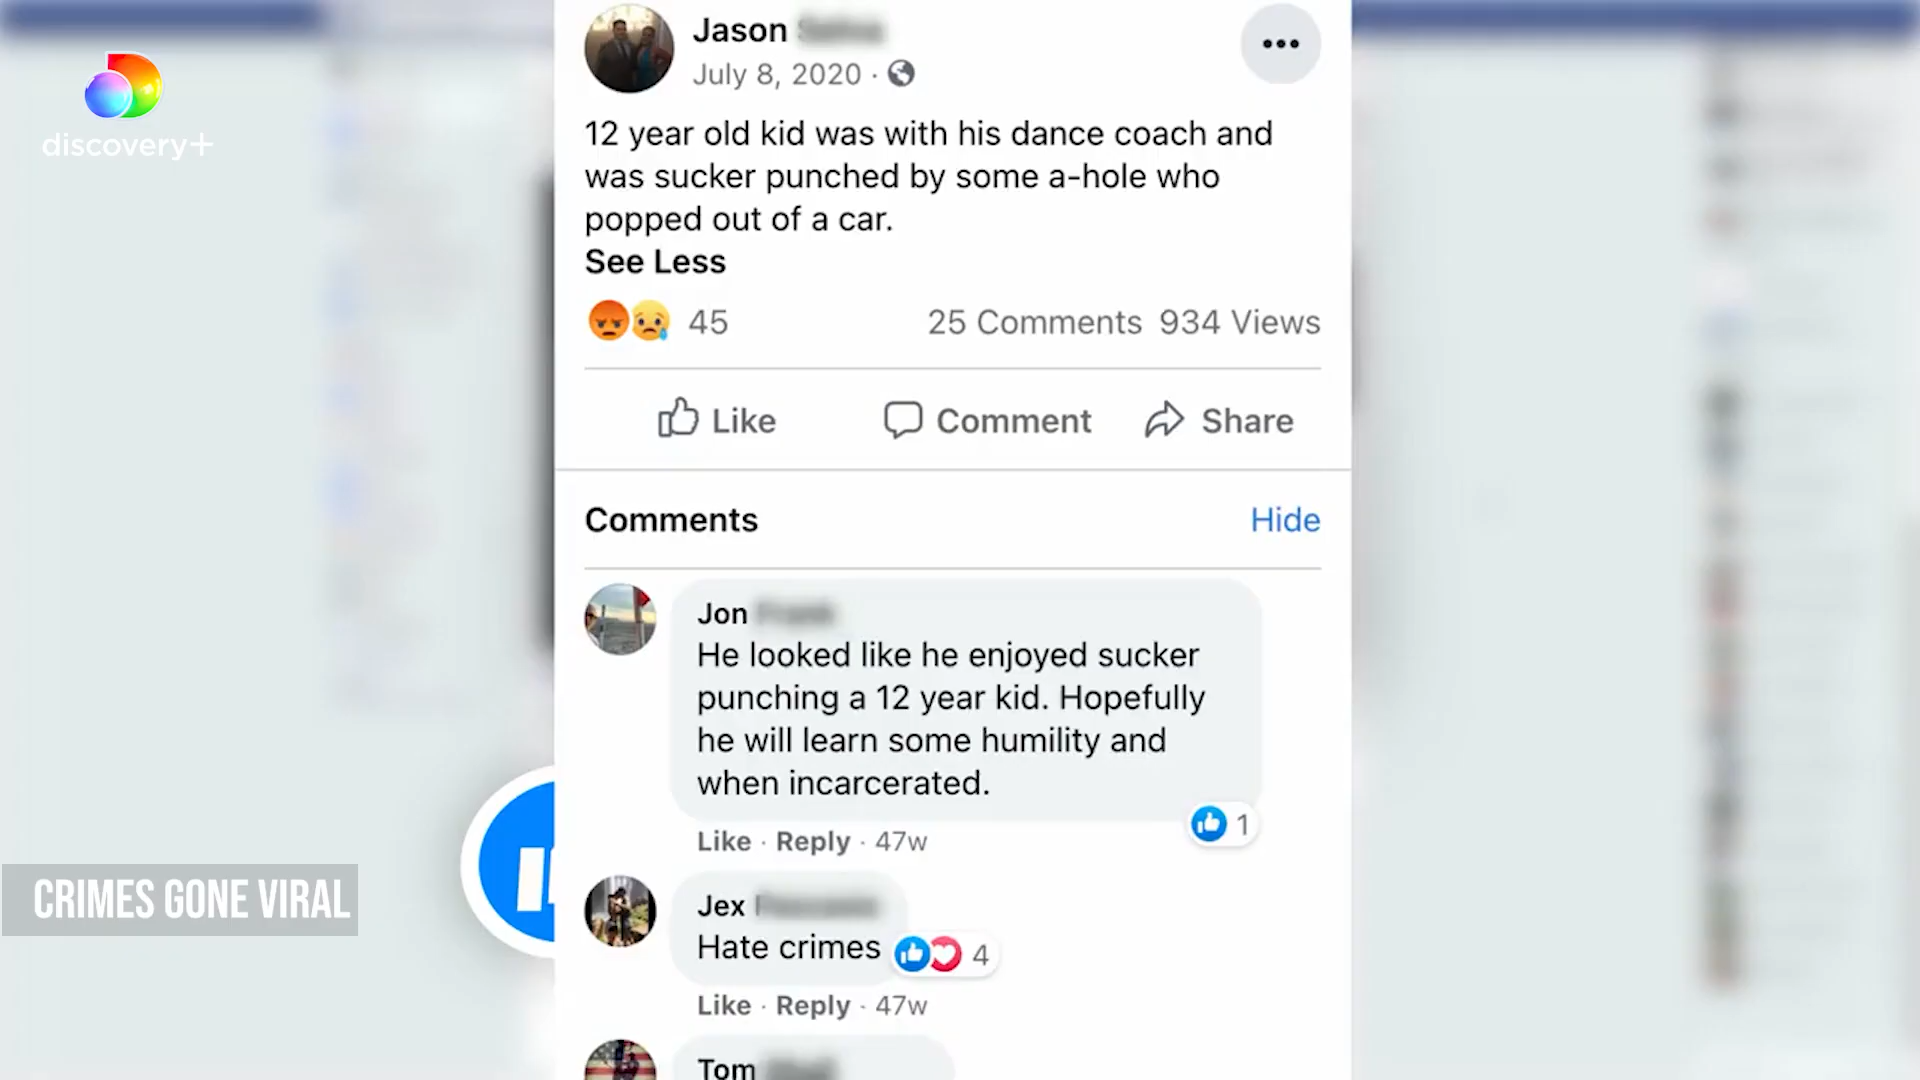 discovery+
Jason
July 8, 2020 ·
12 year old kid was with his dance coach and
was sucker punched by some a-hole who
popped out of a car.
See Less
45
25 Comments 934 Views
Like
Comment
Share
Comments
Hide
Jon
He looked like he enjoyed sucker
punching a 12 year kid. Hopefully
he will learn some humility and
when incarcerated.
1
Like · Reply · 47w
CRIMES GONE VIRAL
Jex
Hate crimes
4
Like · Reply · 47w
Tom